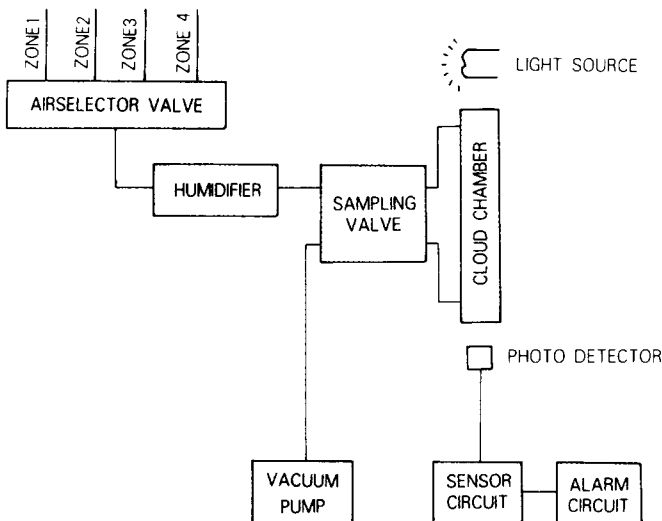 ZONE1
ZONE2
ZONE3
ZONE 4
AIRSELECTOR VALVE
LIGHT SOURCE
HUMIDIFIER
SAMPLING
VALVE
CLOUD CHAMBER
PHOTO DETECTOR
VACUUM
PUMP
SENSOR
CIRCUIT
ALARM
CIRCUIT